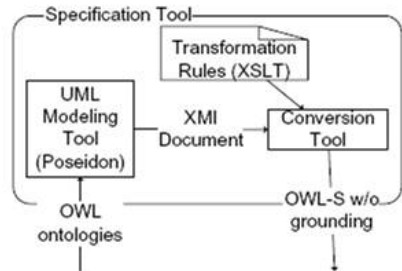 Specification Tool
Transformation
Rules (XSLT)
UML
Modeling
Tool
(Poseidon)
XMI
Document
Conversion
Tool
OWL
ontologies
OWL-S w/o
grounding